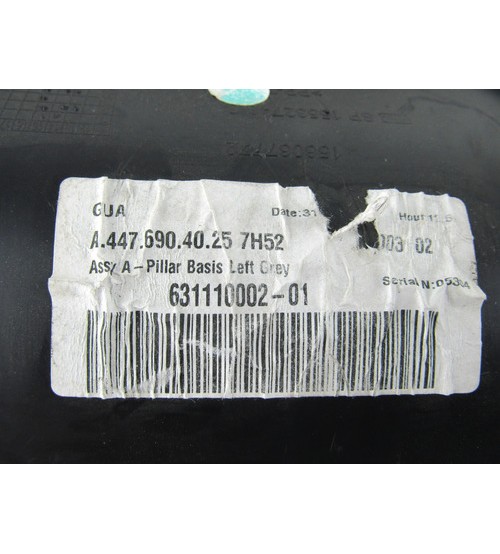 GUA Date:31 Hour
A.447.690.40.25 7H52 003 02
Assy A-Pillar Basis Left Grey
631110002-01 Serial N: